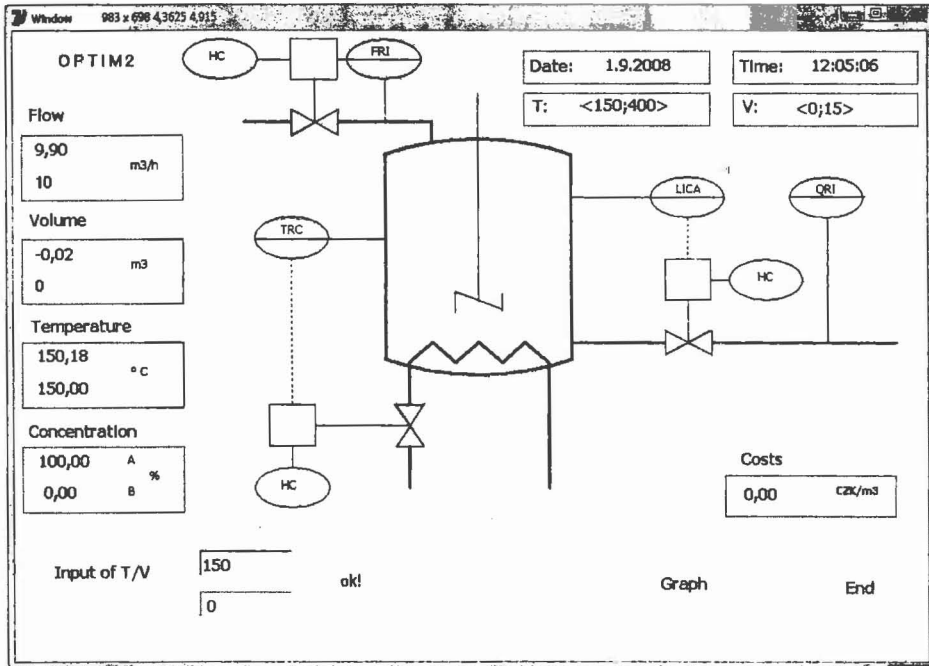 Window 983 x 698 4,3625 4,915
OPTIM2
HC
FRI
Date: 1.9.2008
Time: 12:05:06
T: <150;400>
V: <0;15>
Flow
9,90
m3/h
10
Volume
-0,02
m3
0
Temperature
150,18
° C
150,00
Concentration
100,00 A
%
0,00 B
TRC
LICA
QRI
HC
HC
Costs
0,00 CZK/m3
Input of T/V
150
0
ok!
Graph
End